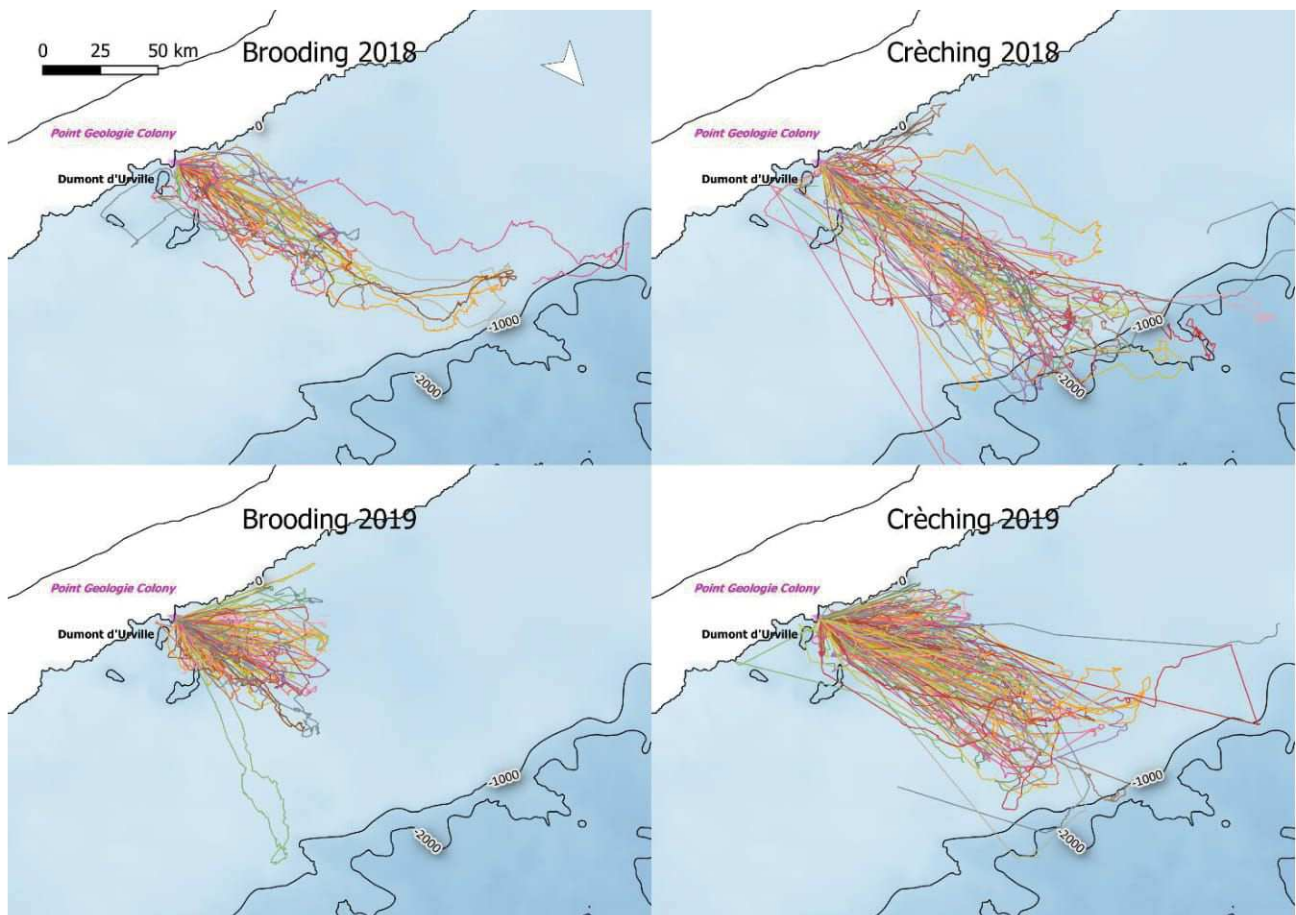 0 25 50 km
Brooding 2018
Point Geologie Colony
0
Dumont d'Urville
-1000
-2000
Crèching 2018
Point Geologie Colony
0
Dumont d'Urville
-1000
-2000
Brooding 2019
Point Geologie Colony
0
Dumont d'Urville
-1000
-2000
Crèching 2019
Point Geologie Colony
0
Dumont d'Urville
-1000
-2000